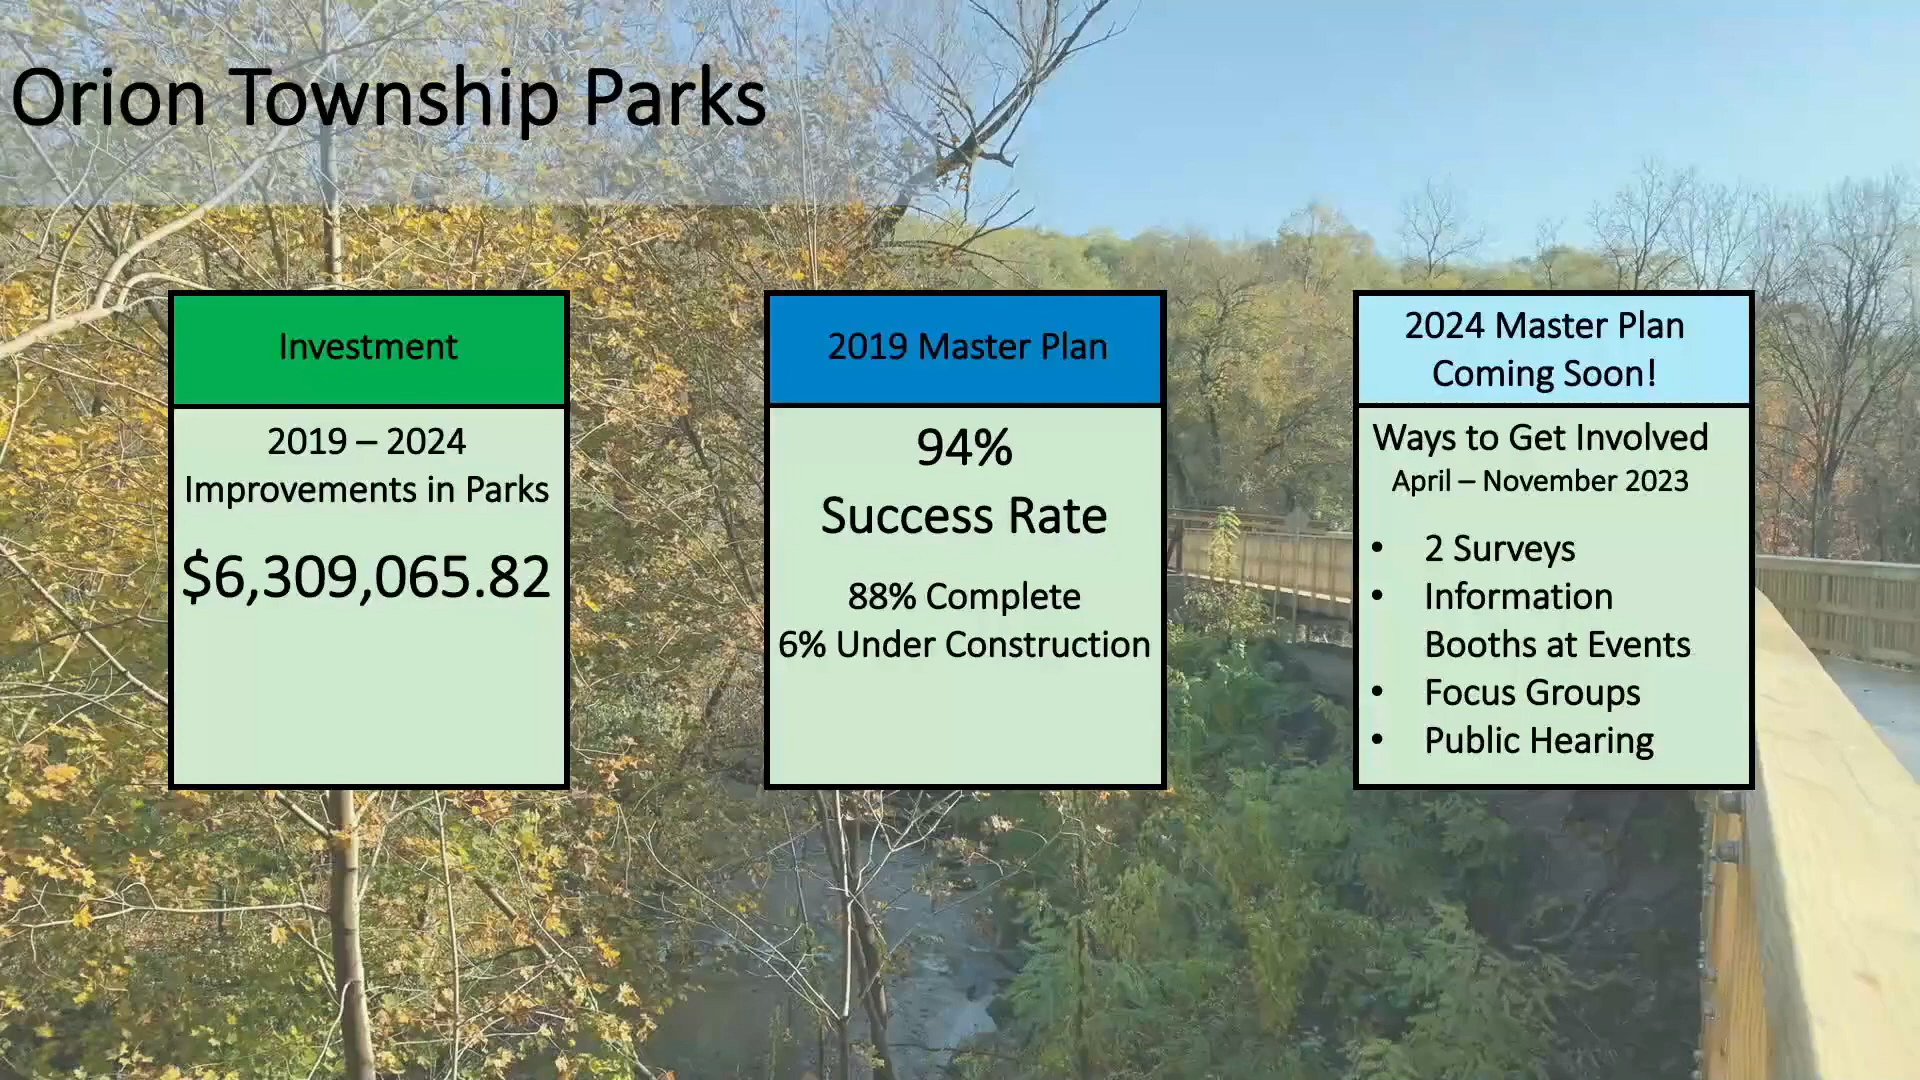 Orion Township Parks
Investment
2019 – 2024
Improvements in Parks
$6,309,065.82
2019 Master Plan
94%
Success Rate
88% Complete
6% Under Construction
2024 Master Plan
Coming Soon!
Ways to Get Involved
April – November 2023
• 2 Surveys
• Information
Booths at Events
• Focus Groups
• Public Hearing